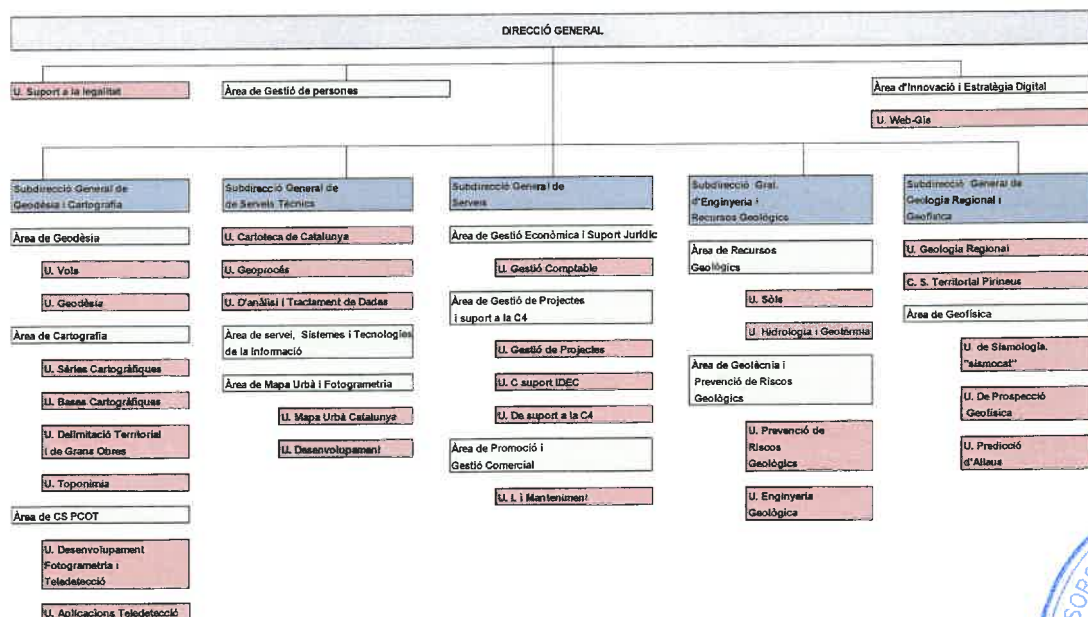 DIRECCIÓ GENERAL
U. Suport a la legalitat
Àrea de Gestió de persones
Àrea d'Innovació i Estratègia Digital
U. Web-Gis
Subdirecció General de
Geodèsia i Cartografia
Àrea de Geodèsia
U. Vols
U. Geodèsia
Àrea de Cartografia
U. Sèries Cartogràfiques
U. Bases Cartogràfiques
U. Delimitació Territorial
i de Grans Obres
U. Toponímia
Àrea de CS PCOT
U. Desenvolupament
Fotogrametria i
Teledetecció
U. Aplicacions Teledetecció
Subdirecció General de
de Serveis Tècnics
U. Cartoteca de Catalunya
U. Geoprocés
U. D'anàlisi i Tractament de Dades
Àrea de servei, Sistemes i Tecnologies
de la Informació
Àrea de Mapa Urbà i Fotogrametria
U. Mapa Urbà Catalunya
U. Desenvolupament
Subdirecció General de
Serveis
Àrea de Gestió Econòmica i Suport Jurídic
U. Gestió Comptable
Àrea de Gestió de Projectes
i suport a la C4
U. Gestió de Projectes
U. C suport IDEC
U. De suport a la C4
Àrea de Promoció i
Gestió Comercial
U. I. i Manteniment
Subdirecció Gral.
d'Enginyeria i
Recursos Geològics
Àrea de Recursos
Geològics
U. Sòls
U. Hidrologia i Geotèrmia
Àrea de Geotècnia i
Prevenció de Riscos
Geològics
U. Prevenció de
Riscos
Geològics
U. Enginyeria
Geològica
Subdirecció General de
Geologia Regional i
Geofísica
U. Geologia Regional
C. S. Territorial Pirineus
Àrea de Geofísica
U. de Sismologia.
"sismocat"
U. De Prospecció
Geofísica
U. Predicció
d'Allaus